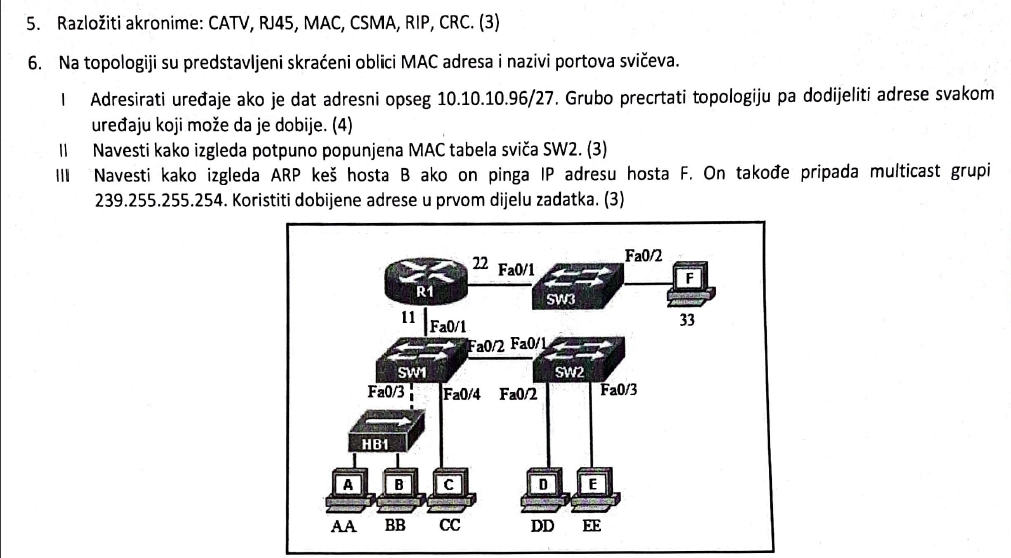 5. Razložiti akronime: CATV, RJ45, MAC, CSMA, RIP, CRC. (3)
6. Na topologiji su predstavljeni skraćeni oblici MAC adresa i nazivi portova svičeva.
I Adresirati uređaje ako je dat adresni opseg 10.10.10.96/27. Grubo precrtati topologiju pa dodijeliti adrese svakom
uređaju koji može da je dobije. (4)
II Navesti kako izgleda potpuno popunjena MAC tabela sviča SW2. (3)
III Navesti kako izgleda ARP keš hosta B ako on pinga IP adresu hosta F. On takođe pripada multicast grupi
239.255.255.254. Koristiti dobijene adrese u prvom dijelu zadatka. (3)
22 Fa0/1 Fa0/2
R1 SW3 F
11 Fa0/1 33
Fa0/2 Fa0/1
SW1 SW2
Fa0/3 Fa0/4 Fa0/2 Fa0/3
HB1
A B C D E
AA BB CC DD EE